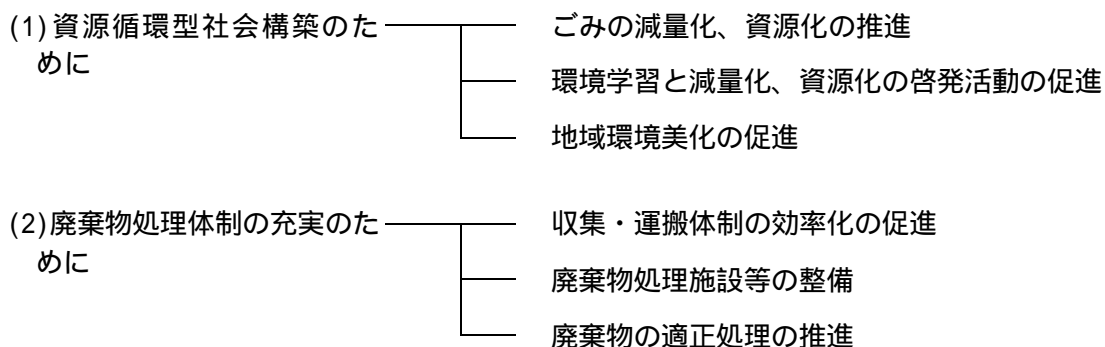 (1)資源循環型社会構築のた
めに
ごみの減量化、資源化の推進
環境学習と減量化、資源化の啓発活動の促進
地域環境美化の促進
(2)廃棄物処理体制の充実のた
めに
収集・運搬体制の効率化の促進
廃棄物処理施設等の整備
廃棄物の適正処理の推進